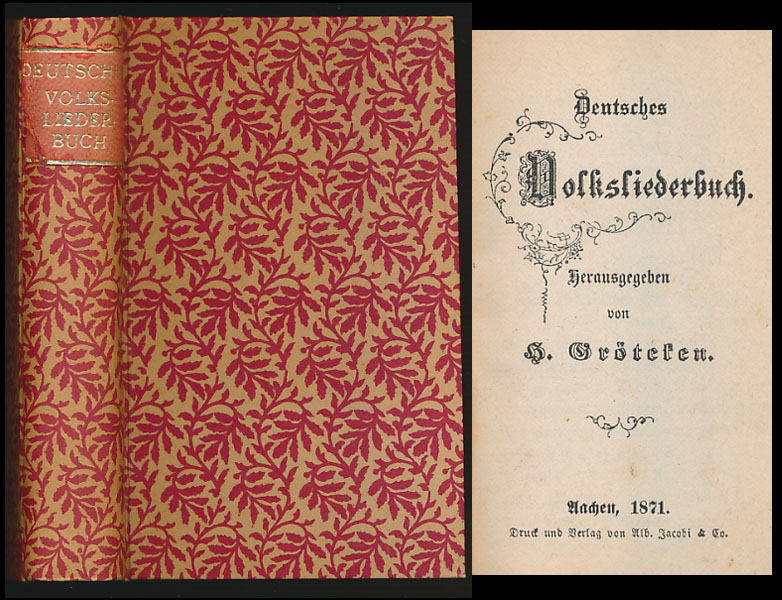 DEUTSCHE
VOLKS-
LIEDER-
BUCH
Deutsches
Volksliederbuch.
Herausgegeben
von
H. Gröteken.
Aachen, 1871.
Druck und Verlag von Alb. Jacobi & Co.